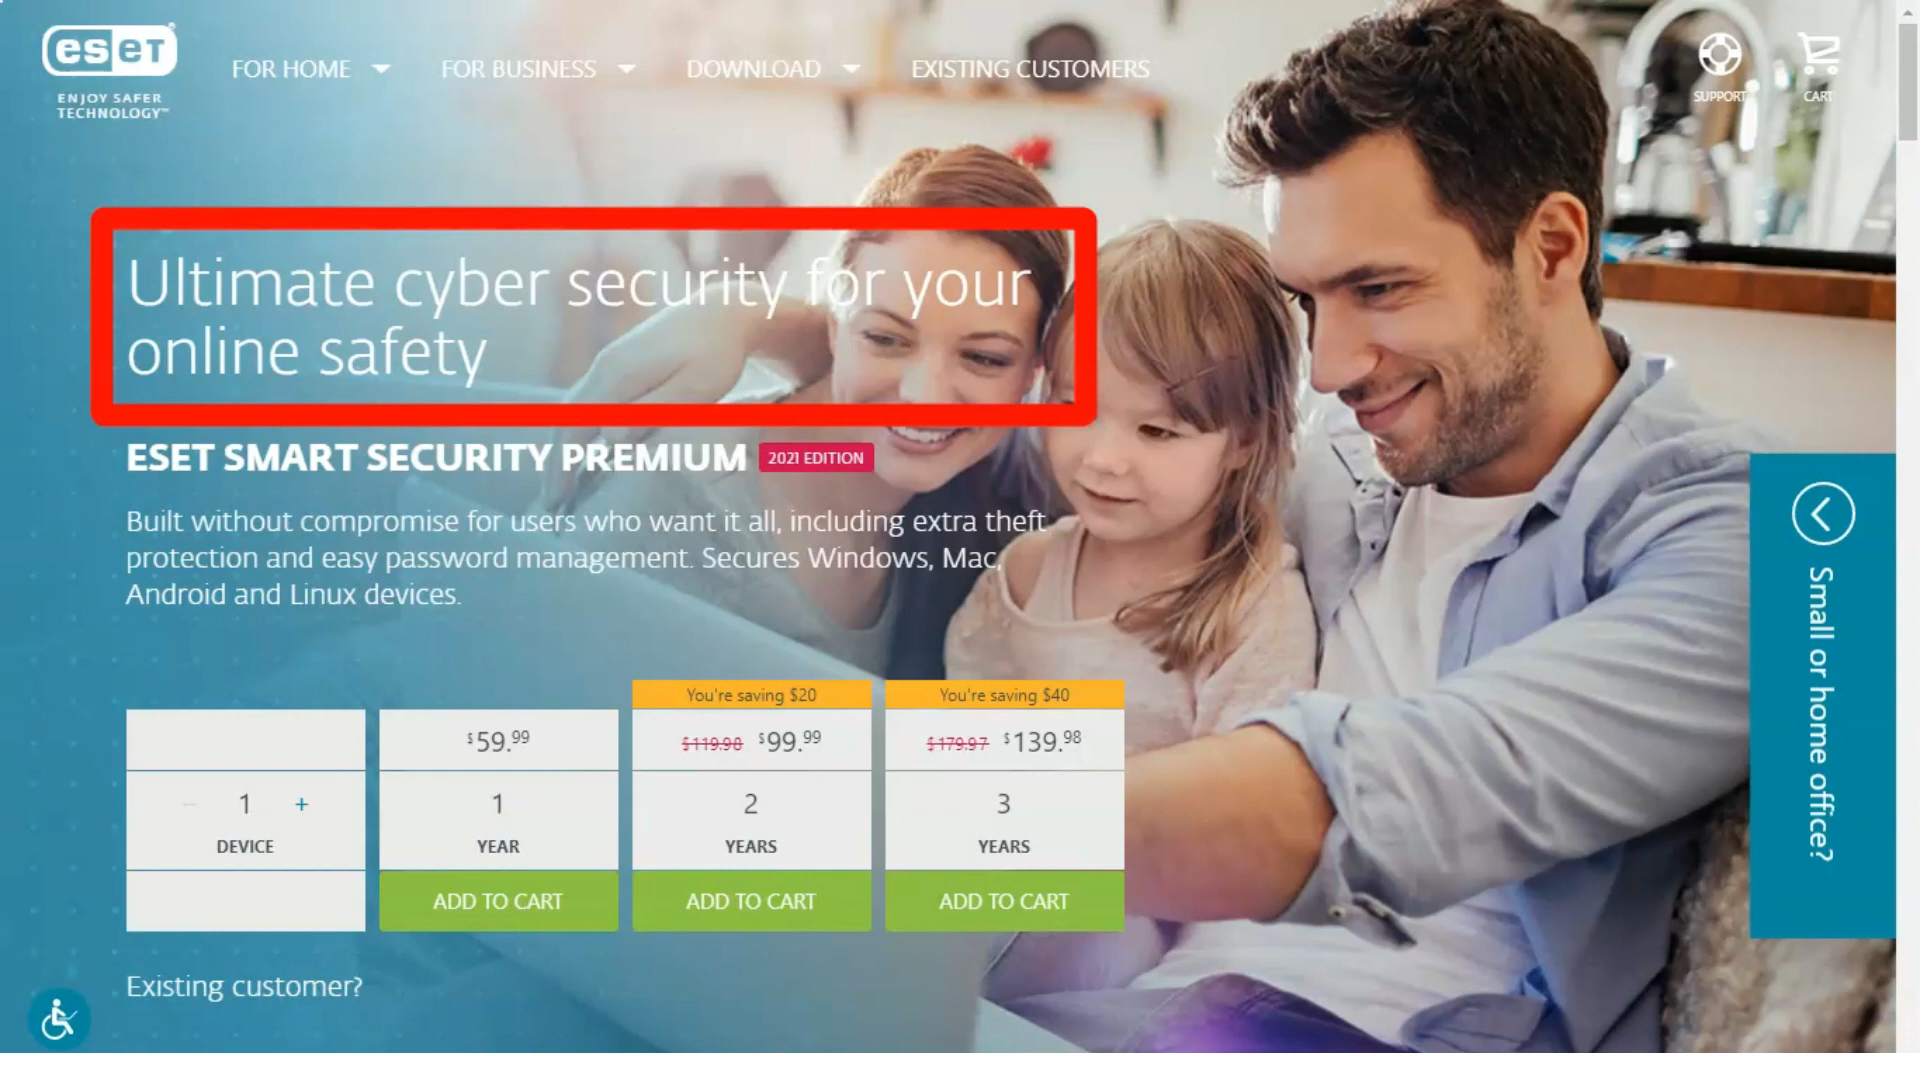 eset
ENJOY SAFER
TECHNOLOGY™
FOR HOME
FOR BUSINESS
DOWNLOAD
EXISTING CUSTOMERS
SUPPORT
CART
Ultimate cyber security for your
online safety
ESET SMART SECURITY PREMIUM 2021 EDITION
Built without compromise for users who want it all, including extra theft
protection and easy password management. Secures Windows, Mac,
Android and Linux devices.
You're saving $20
You're saving $40
$59.99
$119.98 $99.99
$179.97 $139.98
− 1 +
1
2
3
DEVICE
YEAR
YEARS
YEARS
ADD TO CART
ADD TO CART
ADD TO CART
Small or home office?
Existing customer?